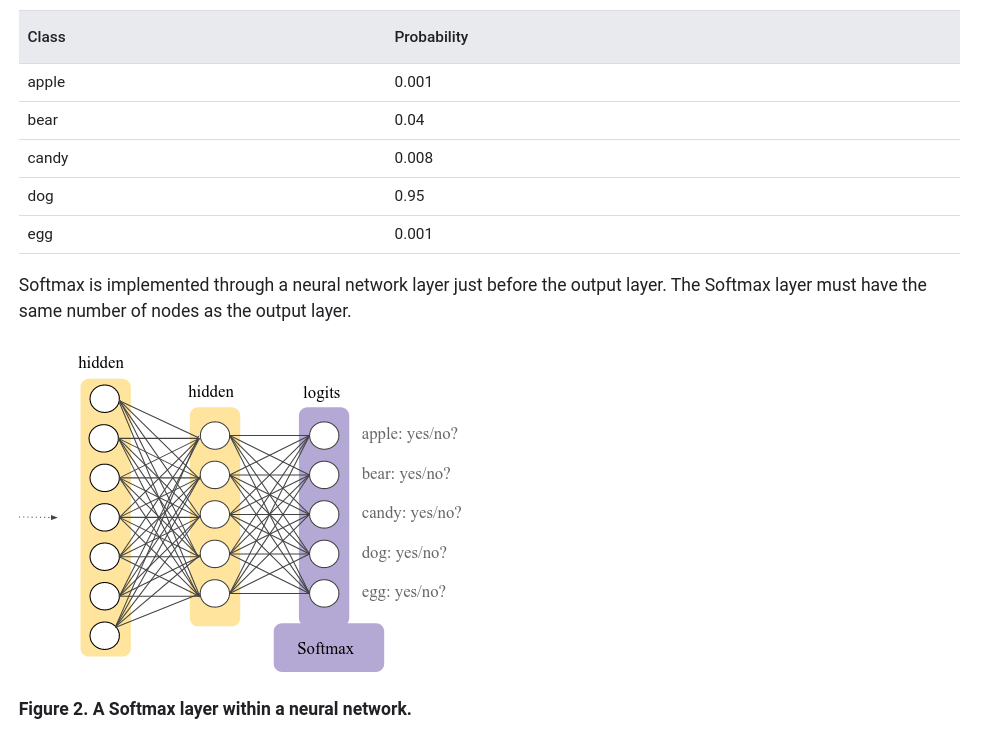 Class Probability
apple 0.001
bear 0.04
candy 0.008
dog 0.95
egg 0.001
Softmax is implemented through a neural network layer just before the output layer. The Softmax layer must have the
same number of nodes as the output layer.
hidden
hidden
logits
apple: yes/no?
bear: yes/no?
candy: yes/no?
dog: yes/no?
egg: yes/no?
Softmax
Figure 2. A Softmax layer within a neural network.